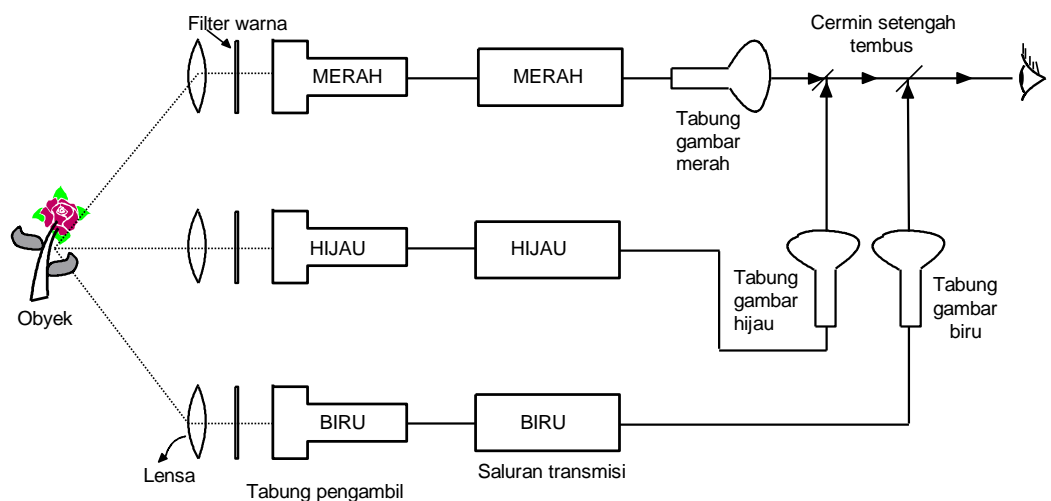 Filter warna
Cermin setengah
tembus
MERAH
MERAH
Tabung
gambar
merah
HIJAU
HIJAU
Tabung
gambar
hijau
Tabung
gambar
biru
Obyek
BIRU
BIRU
Lensa
Saluran transmisi
Tabung pengambil